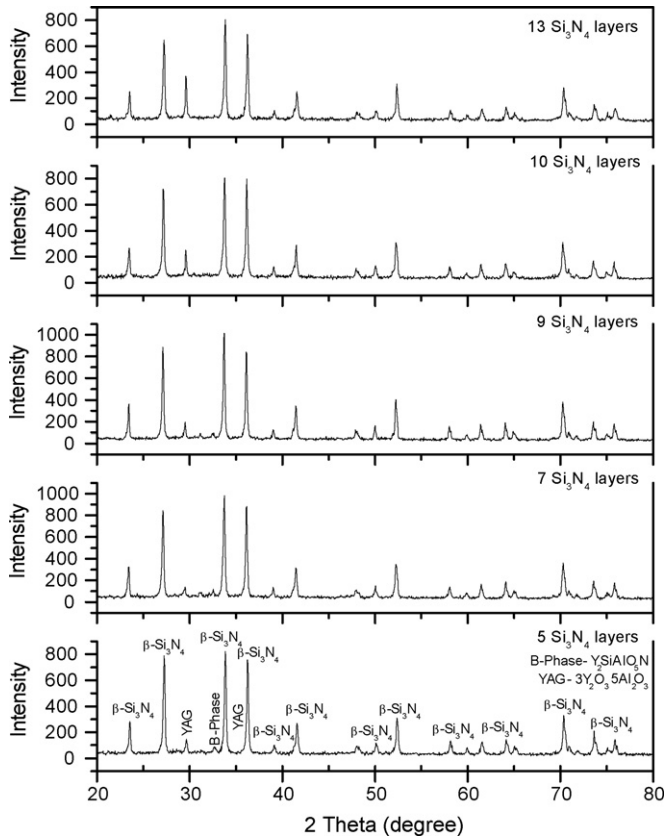 13 Si₃N₄ layers
Intensity
800
600
400
200
0
10 Si₃N₄ layers
Intensity
800
600
400
200
0
9 Si₃N₄ layers
Intensity
1000
800
600
400
200
0
7 Si₃N₄ layers
Intensity
1000
800
600
400
200
0
5 Si₃N₄ layers
B-Phase- Y₂SiAlO₅N
YAG- 3Y₂O₃ 5Al₂O₃
Intensity
800
600
400
200
0
β-Si₃N₄
β-Si₃N₄
YAG
B-Phase
β-Si₃N₄
YAG
β-Si₃N₄
β-Si₃N₄
β-Si₃N₄
β-Si₃N₄
β-Si₃N₄
β-Si₃N₄
β-Si₃N₄
β-Si₃N₄
β-Si₃N₄
20 30 40 50 60 70 80
2 Theta (degree)